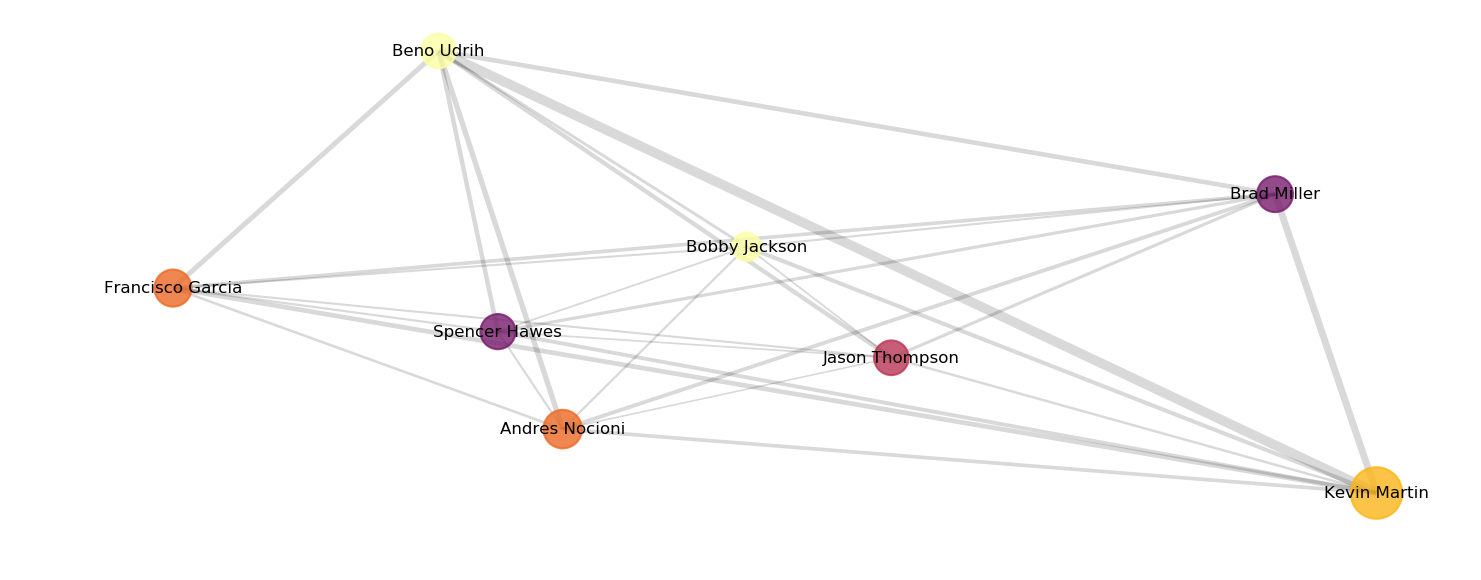 Beno Udrih
Brad Miller
Bobby Jackson
Francisco Garcia
Spencer Hawes
Jason Thompson
Andres Nocioni
Kevin Martin